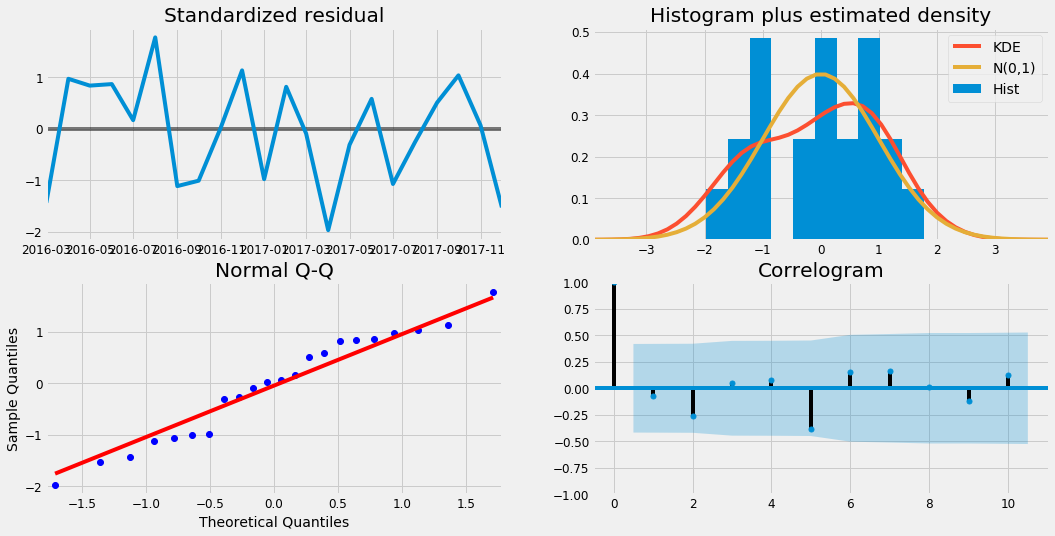 Standardized residual
1
0
−1
−2
2016-03 2016-05 2016-07 2016-09 2016-11 2017-01 2017-03 2017-05 2017-07 2017-09 2017-11
Histogram plus estimated density
0.5
0.4
0.3
0.2
0.1
0.0
−3 −2 −1 0 1 2 3
KDE
N(0,1)
Hist
Normal Q-Q
Sample Quantiles
1
0
−1
−2
−1.5 −1.0 −0.5 0.0 0.5 1.0 1.5
Theoretical Quantiles
Correlogram
1.00
0.75
0.50
0.25
0.00
−0.25
−0.50
−0.75
−1.00
0 2 4 6 8 10